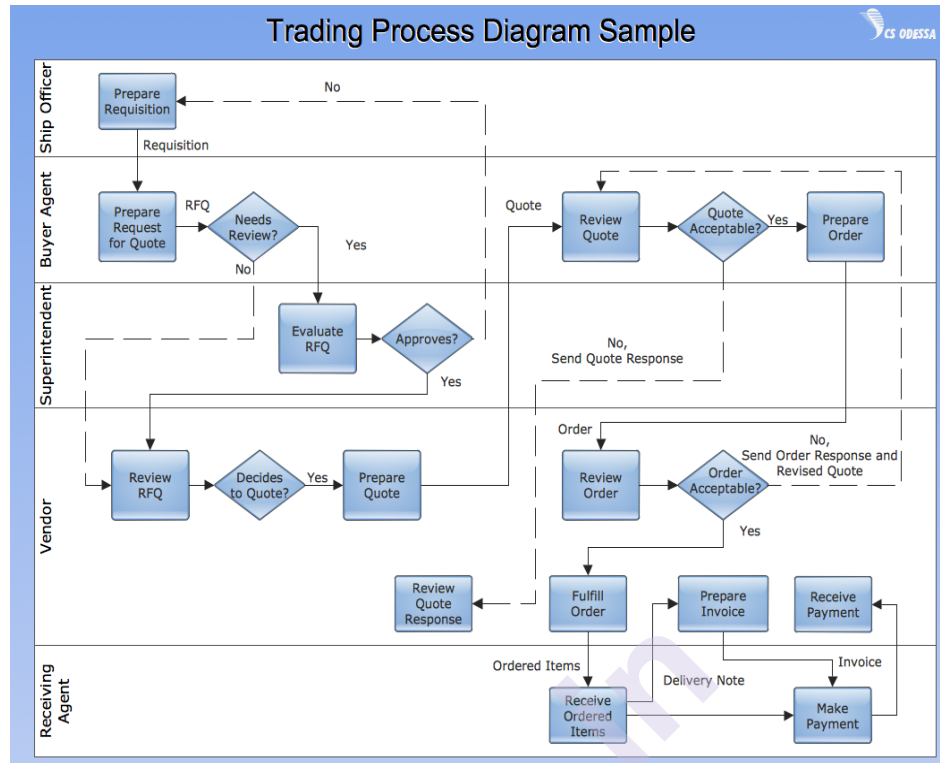 Trading Process Diagram Sample
CS ODESSA
Ship Officer
Prepare
Requisition
No
Requisition
Buyer Agent
Prepare
Request
for Quote
RFQ
Needs
Review?
Yes
No
Quote
Review
Quote
Quote
Acceptable?
Yes
Prepare
Order
Superintendent
Evaluate
RFQ
Approves?
Yes
No,
Send Quote Response
Vendor
Review
RFQ
Decides
to Quote?
Yes
Prepare
Quote
Order
Review
Order
Order
Acceptable?
No,
Send Order Response and
Revised Quote
Yes
Review
Quote
Response
Fulfill
Order
Prepare
Invoice
Receive
Payment
Receiving
Agent
Ordered Items
Delivery Note
Invoice
Receive
Ordered
Items
Make
Payment
in